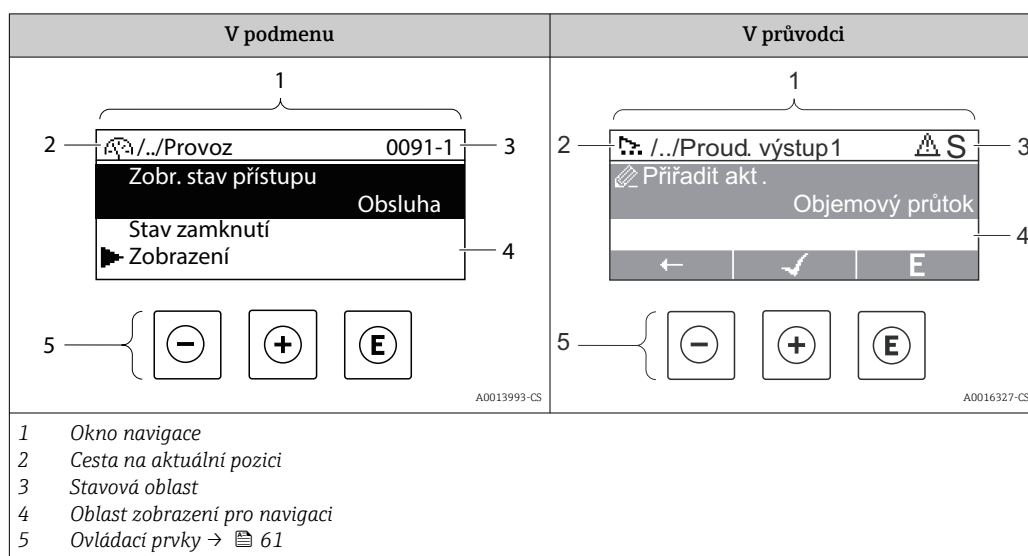 V podmenu
V průvodci
1
2
/../Provoz 0091-1
3
Zobr. stav přístupu
Obsluha
Stav zamknutí
Zobrazení
4
5
E
A0013993-CS
1
2
/../Proud. výstup1 S
3
Přiřadit akt.
Objemový průtok
4
E
5
E
A0016327-CS
1 Okno navigace
2 Cesta na aktuální pozici
3 Stavová oblast
4 Oblast zobrazení pro navigaci
5 Ovládací prvky → 61